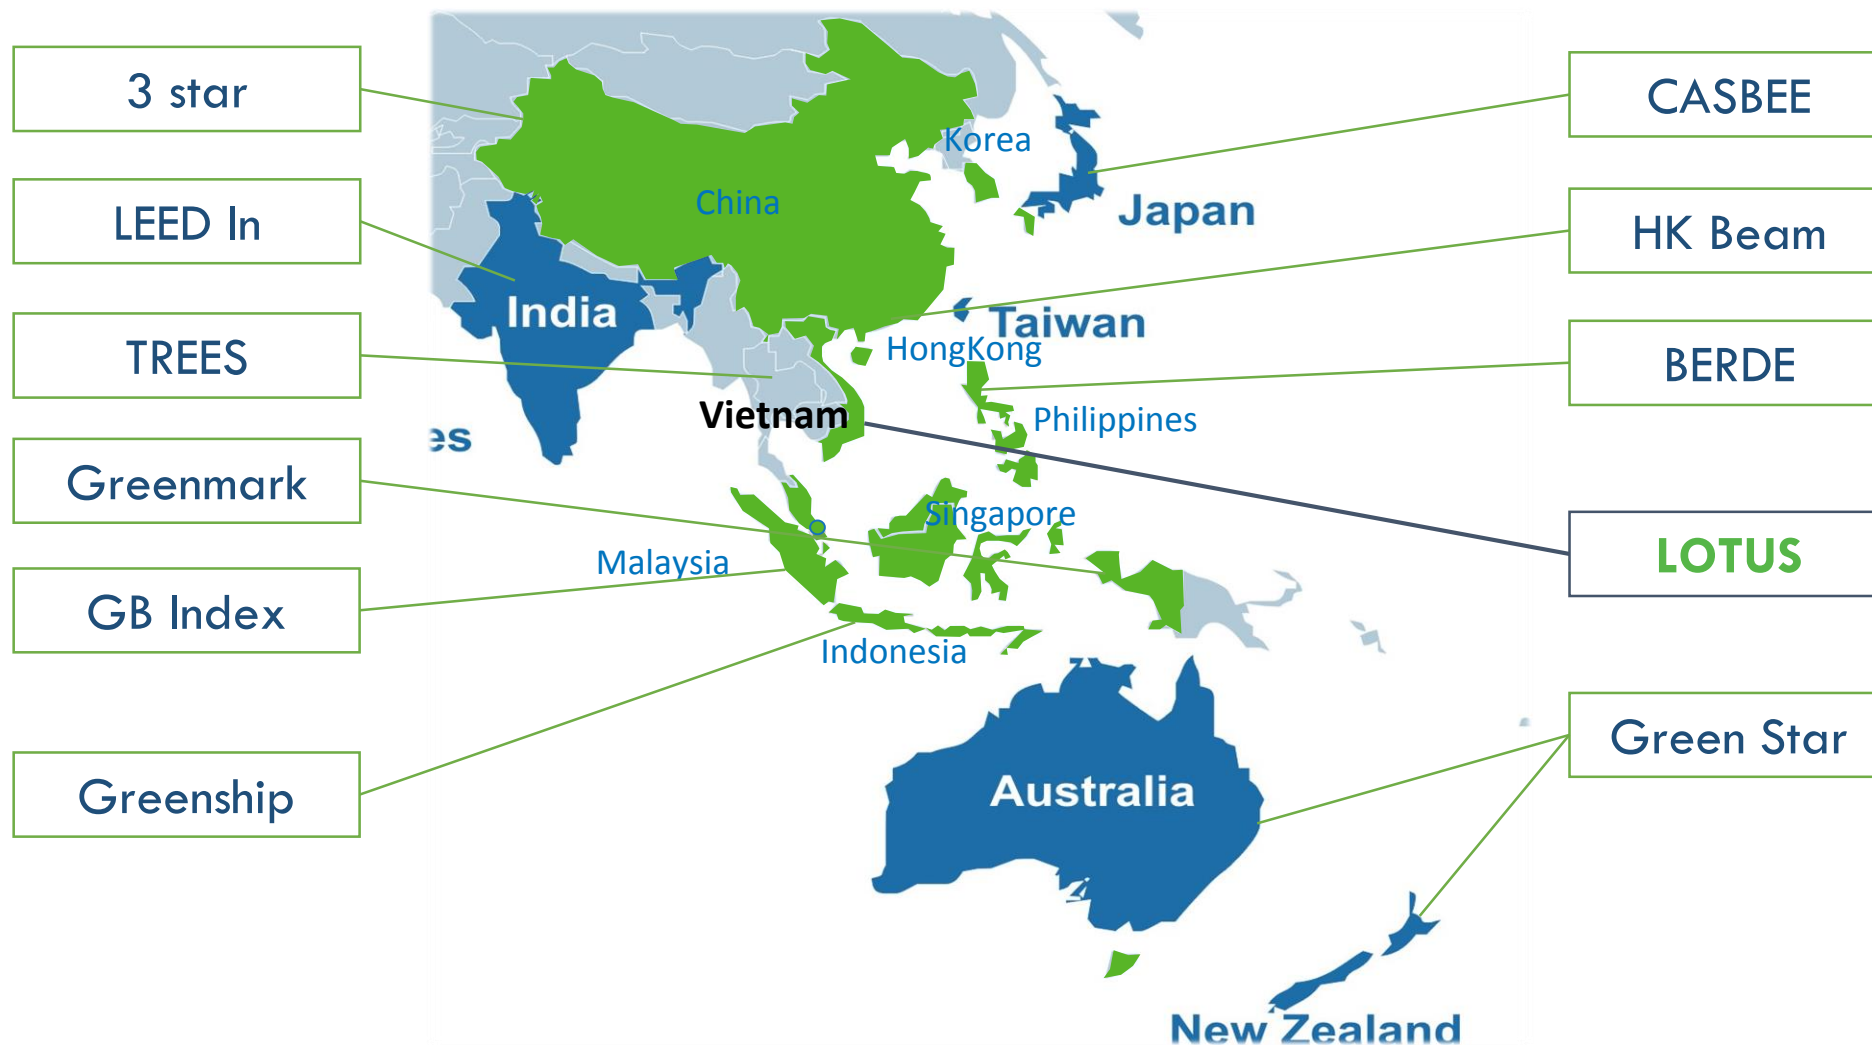 3 star
LEED In
TREES
Greenmark
GB Index
Greenship
Korea
China
Japan
India
Taiwan
HongKong
Vietnam
Philippines
es
Singapore
Malaysia
Indonesia
Australia
New Zealand
CASBEE
HK Beam
BERDE
LOTUS
Green Star